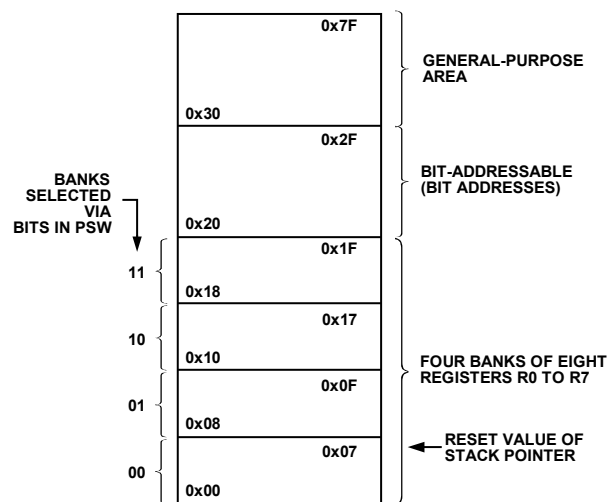 0x7F
GENERAL-PURPOSE
AREA
0x30
0x2F
BIT-ADDRESSABLE
(BIT ADDRESSES)
BANKS
SELECTED
VIA
BITS IN PSW
0x20
0x1F
11
0x18
0x17
10
0x10
FOUR BANKS OF EIGHT
REGISTERS R0 TO R7
0x0F
01
0x08
0x07
RESET VALUE OF
STACK POINTER
00
0x00